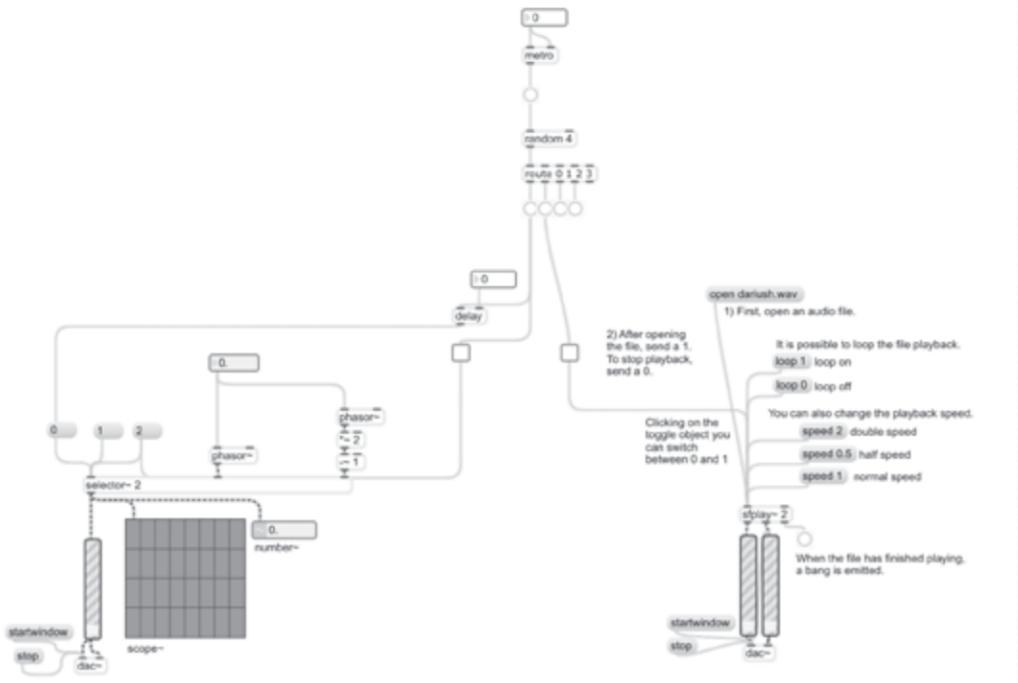 0
metro
random 4
route 0 1 2 3
0
delay
open dariush.wav
1) First, open an audio file.
2) After opening
the file, send a 1.
To stop playback,
send a 0.
It is possible to loop the file playback.
loop 1 loop on
loop 0 loop off
0.
phasor~
* 2
- 1
phasor~
0
1
2
selector~ 2
You can also change the playback speed.
Clicking on the
toggle object you
can switch
between 0 and 1
speed 2 double speed
speed 0.5 half speed
speed 1 normal speed
sfplay~ 2
0.
number~
When the file has finished playing,
a bang is emitted.
startwindow
stop
dac~
scope~
startwindow
stop
dac~